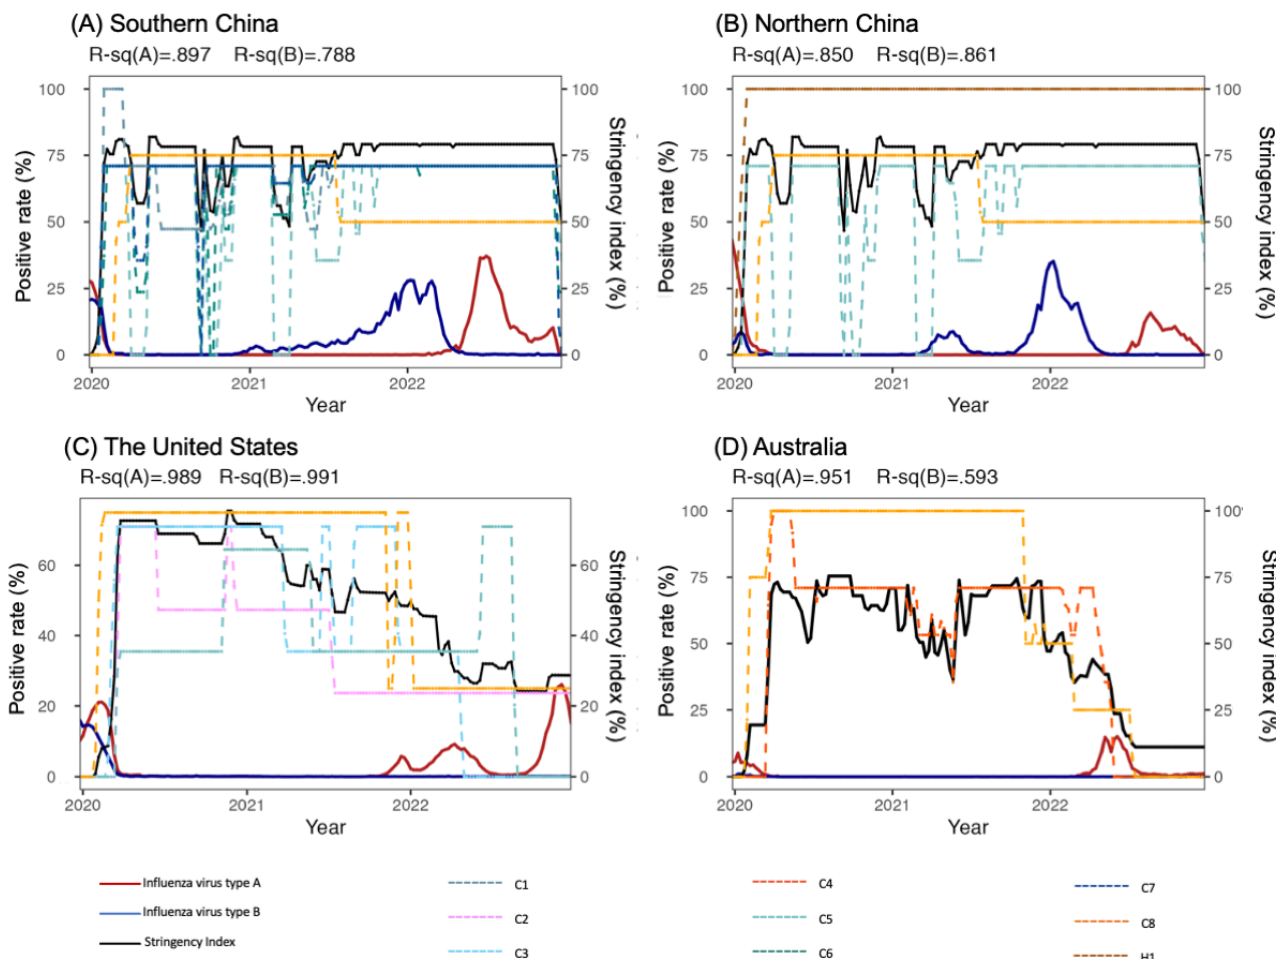 (A) Southern China
R-sq(A)=.897 R-sq(B)=.788
Positive rate (%)
100
75
50
25
0
100
75
50
25
0
Stringency index (%)
2020 2021 2022
Year
(B) Northern China
R-sq(A)=.850 R-sq(B)=.861
Positive rate (%)
100
75
50
25
0
100
75
50
25
0
Stringency index (%)
2020 2021 2022
Year
(C) The United States
R-sq(A)=.989 R-sq(B)=.991
Positive rate (%)
60
40
20
0
60
40
20
0
Stringency index (%)
2020 2021 2022
Year
(D) Australia
R-sq(A)=.951 R-sq(B)=.593
Positive rate (%)
100
75
50
25
0
100
75
50
25
0
Stringency index (%)
2020 2021 2022
Year
Influenza virus type A
Influenza virus type B
Stringency Index
C1
C2
C3
C4
C5
C6
C7
C8
H1